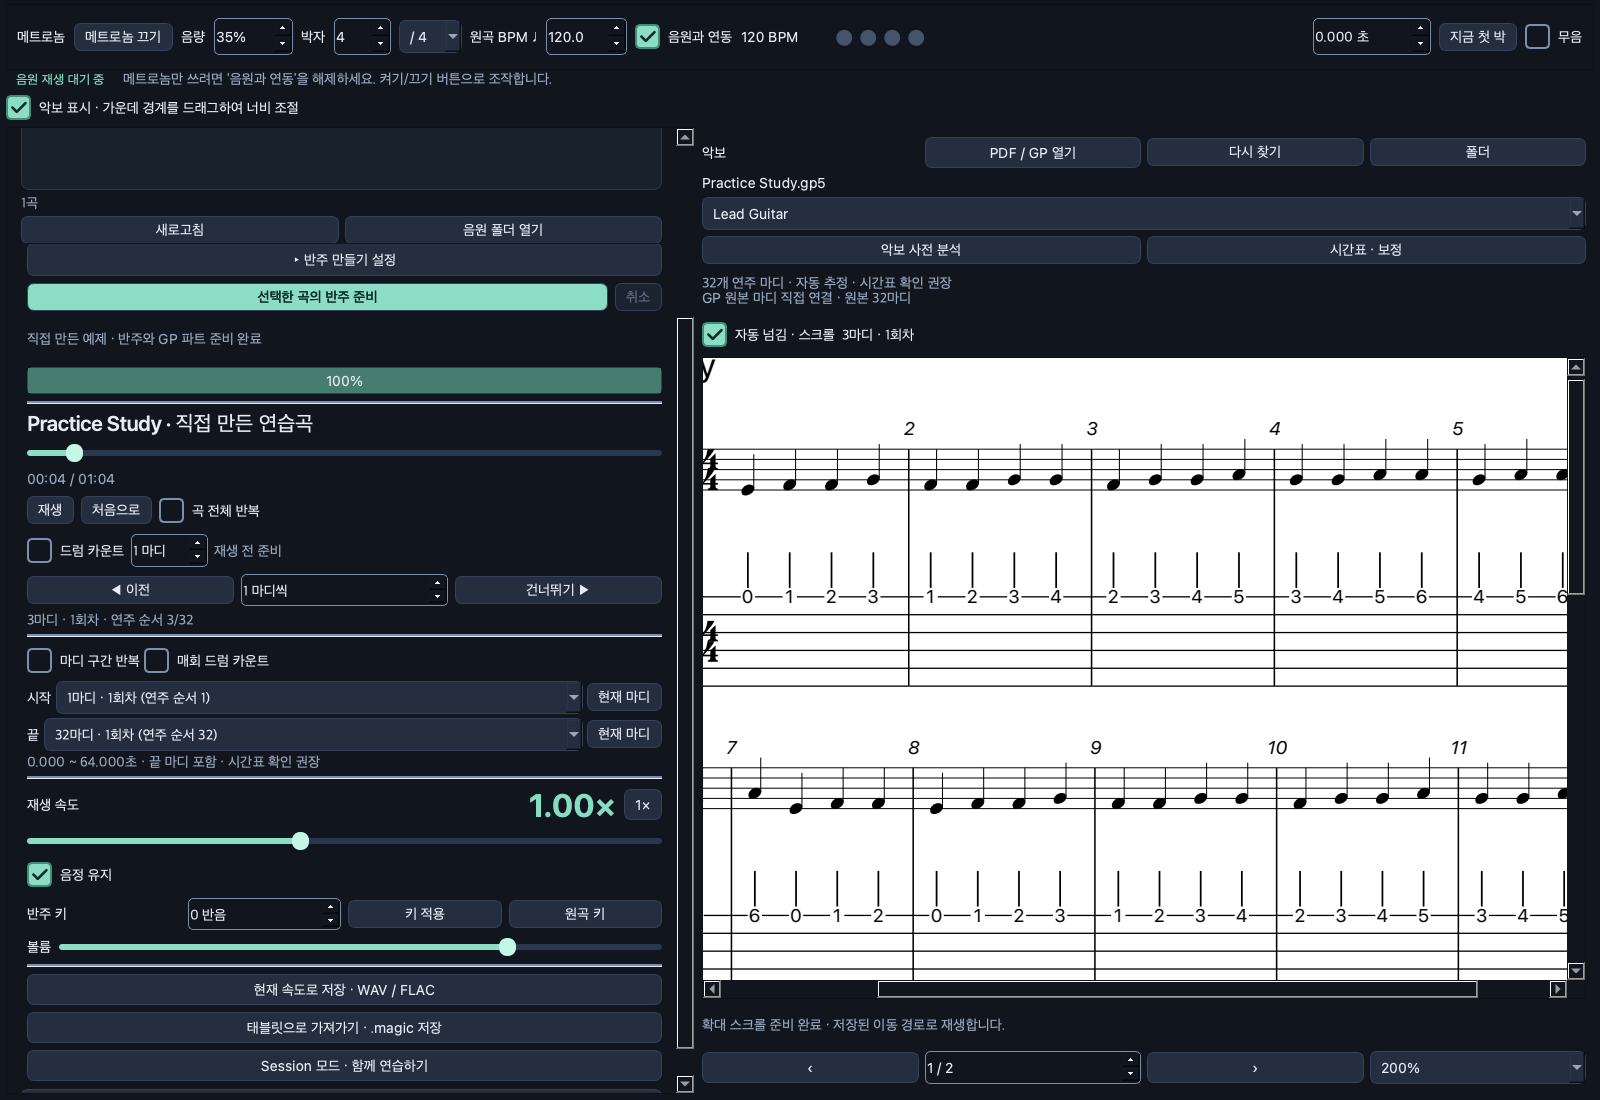 메트로놈 메트로놈 끄기 음량 35% 박자 4 / 4 원곡 BPM ♩ 120.0 음원과 연동 120 BPM 0.000 초 지금 첫 박 무음
음원 재생 대기 중 메트로놈만 쓰려면 '음원과 연동'을 해제하세요. 켜기/끄기 버튼으로 조작합니다.
악보 표시 · 가운데 경계를 드래그하여 너비 조절
1곡
새로고침 음원 폴더 열기
‣ 반주 만들기 설정
선택한 곡의 반주 준비 취소
직접 만든 예제 · 반주와 GP 파트 준비 완료
100%
Practice Study · 직접 만든 연습곡
00:04 / 01:04
재생 처음으로 곡 전체 반복
드럼 카운트 1 마디 재생 전 준비
◀ 이전 1 마디씩 건너뛰기 ▶
3마디 · 1회차 · 연주 순서 3/32
마디 구간 반복 매회 드럼 카운트
시작 1마디 · 1회차 (연주 순서 1) 현재 마디
끝 32마디 · 1회차 (연주 순서 32) 현재 마디
0.000 ~ 64.000초 · 끝 마디 포함 · 시간표 확인 권장
재생 속도 1.00× 1×
음정 유지
반주 키 0 반음 키 적용 원곡 키
볼륨
현재 속도로 저장 · WAV / FLAC
태블릿으로 가져가기 · .magic 저장
Session 모드 · 함께 연습하기
악보 PDF / GP 열기 다시 찾기 폴더
Practice Study.gp5
Lead Guitar
악보 사전 분석 시간표 · 보정
32개 연주 마디 · 자동 추정 · 시간표 확인 권장
GP 원본 마디 직접 연결 · 원본 32마디
자동 넘김 · 스크롤 3마디 · 1회차
y
2 3 4 5
4
4
0 1 2 3 1 2 3 4 2 3 4 5 3 4 5 6 4 5 6
4
4
7 8 9 10 11
6 0 1 2 0 1 2 3 1 2 3 4 2 3 4 5 3 4 5
확대 스크롤 준비 완료 · 저장된 이동 경로로 재생합니다.
‹ 1 / 2 › 200%